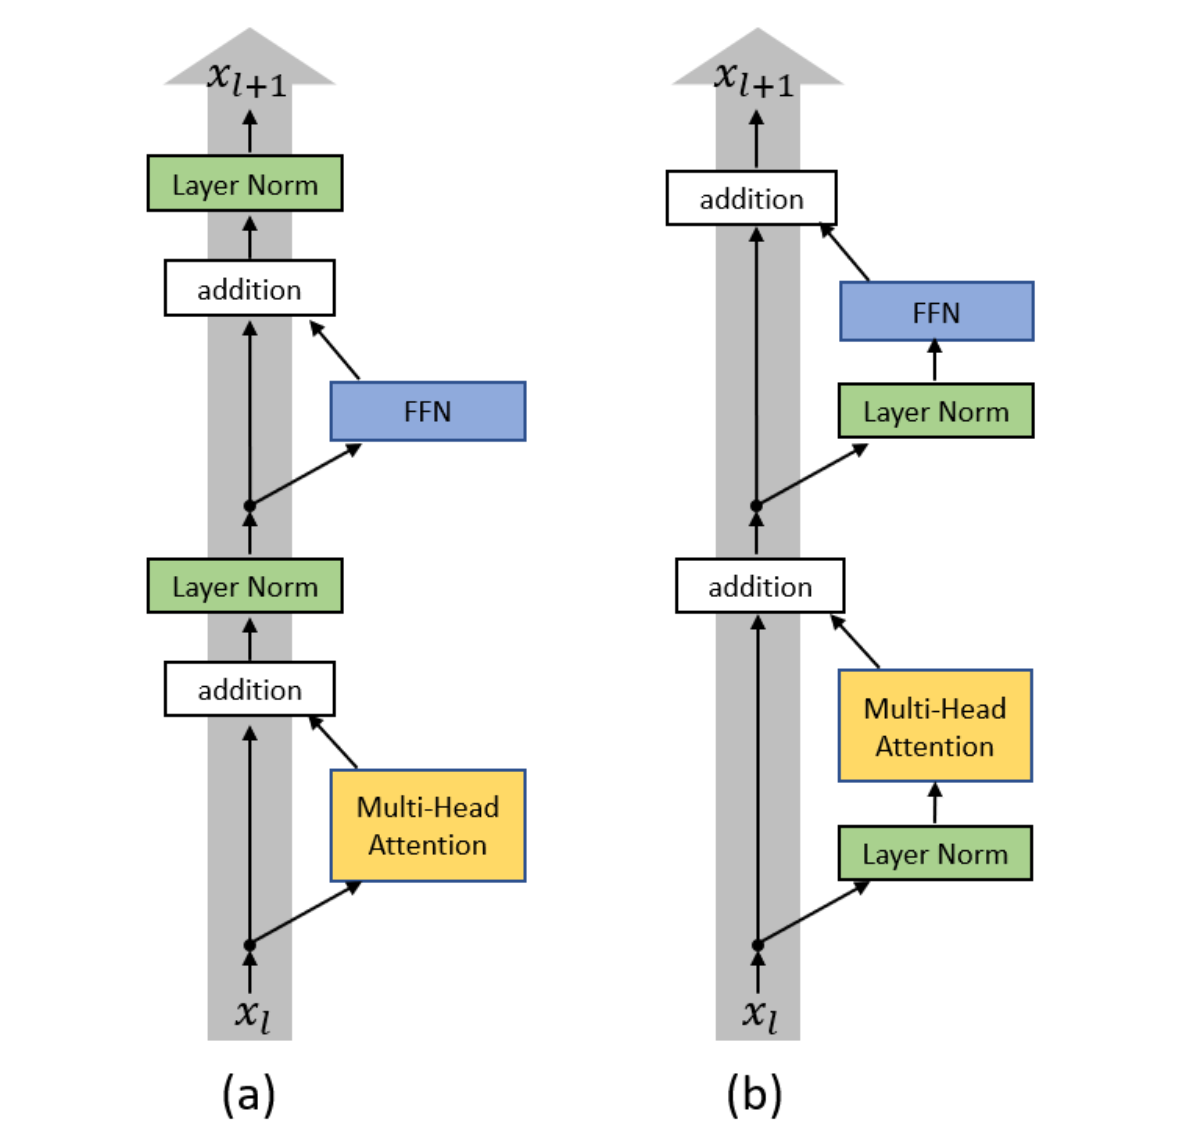 x_{l+1}
Layer Norm
addition
FFN
Layer Norm
addition
Multi-Head
Attention
x_l
(a)
x_{l+1}
addition
FFN
Layer Norm
addition
Multi-Head
Attention
Layer Norm
x_l
(b)